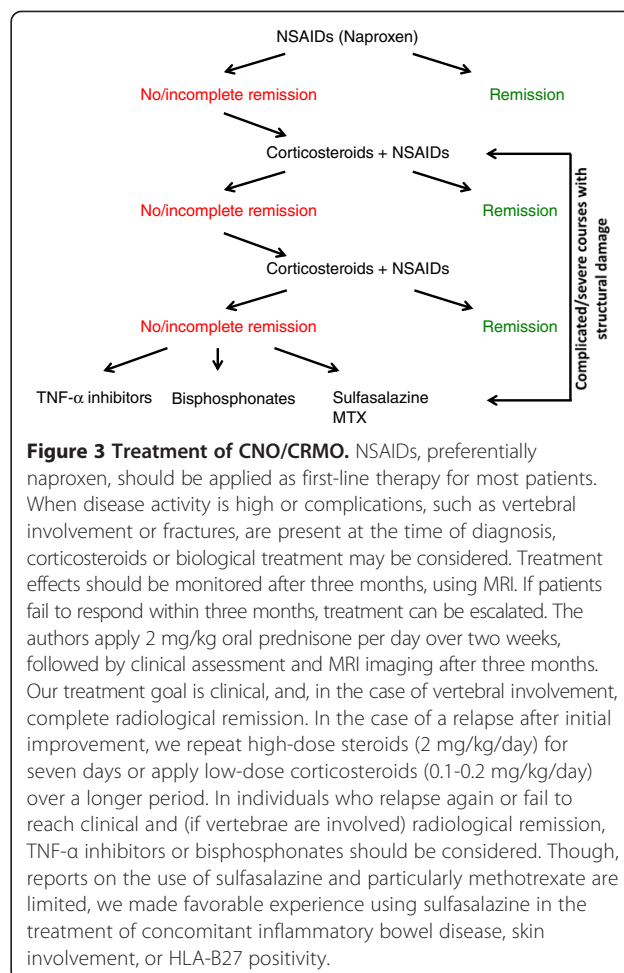 NSAIDs (Naproxen)
No/incomplete remission
Remission
Corticosteroids + NSAIDs
No/incomplete remission
Remission
Corticosteroids + NSAIDs
No/incomplete remission
Remission
TNF-α inhibitors
Bisphosphonates
Sulfasalazine
MTX
Complicated/severe courses with
structural damage
Figure 3 Treatment of CNO/CRMO. NSAIDs, preferentially
naproxen, should be applied as first-line therapy for most patients.
When disease activity is high or complications, such as vertebral
involvement or fractures, are present at the time of diagnosis,
corticosteroids or biological treatment may be considered. Treatment
effects should be monitored after three months, using MRI. If patients
fail to respond within three months, treatment can be escalated. The
authors apply 2 mg/kg oral prednisone per day over two weeks,
followed by clinical assessment and MRI imaging after three months.
Our treatment goal is clinical, and, in the case of vertebral involvement,
complete radiological remission. In the case of a relapse after initial
improvement, we repeat high-dose steroids (2 mg/kg/day) for
seven days or apply low-dose corticosteroids (0.1-0.2 mg/kg/day)
over a longer period. In individuals who relapse again or fail to
reach clinical and (if vertebrae are involved) radiological remission,
TNF-α inhibitors or bisphosphonates should be considered. Though,
reports on the use of sulfasalazine and particularly methotrexate are
limited, we made favorable experience using sulfasalazine in the
treatment of concomitant inflammatory bowel disease, skin
involvement, or HLA-B27 positivity.